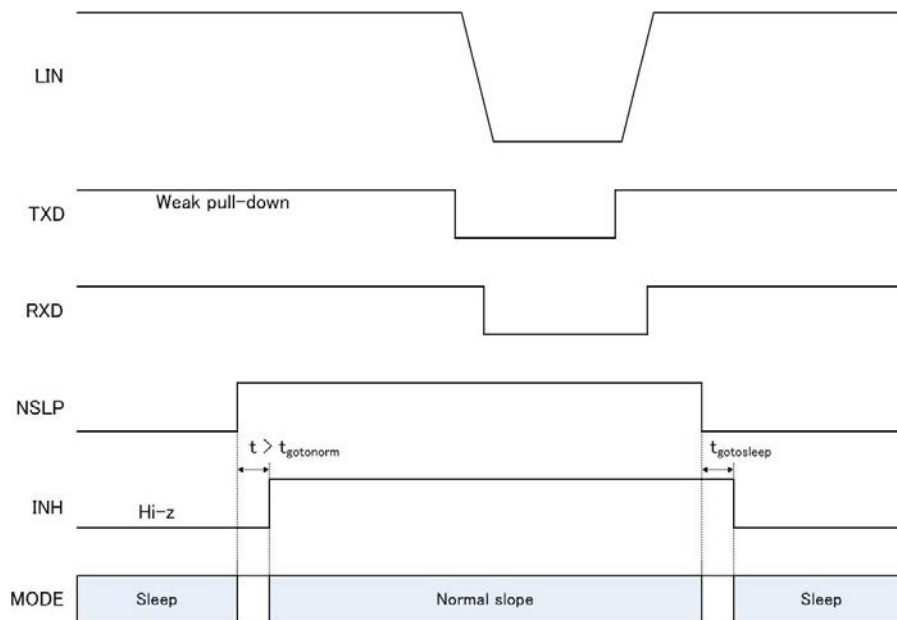 LIN
TXD
Weak pull-down
RXD
NSLP
t > tgotonorm
tgotosleep
INH
Hi-z
MODE
Sleep
Normal slope
Sleep